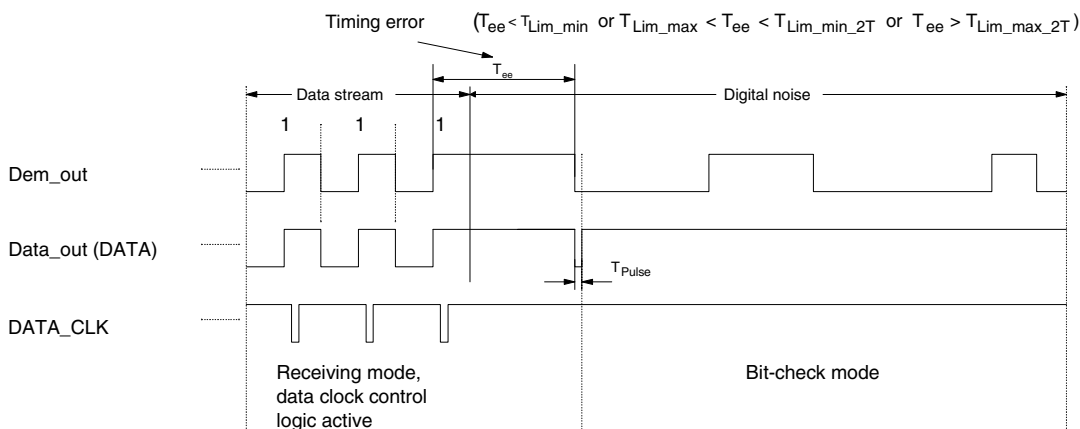 Timing error (Tee < TLim_min or TLim_max < Tee < TLim_min_2T or Tee > TLim_max_2T)
Tee
Data stream Digital noise
1 1 1
Dem_out
Data_out (DATA)
TPulse
DATA_CLK
Receiving mode, Bit-check mode
data clock control
logic active